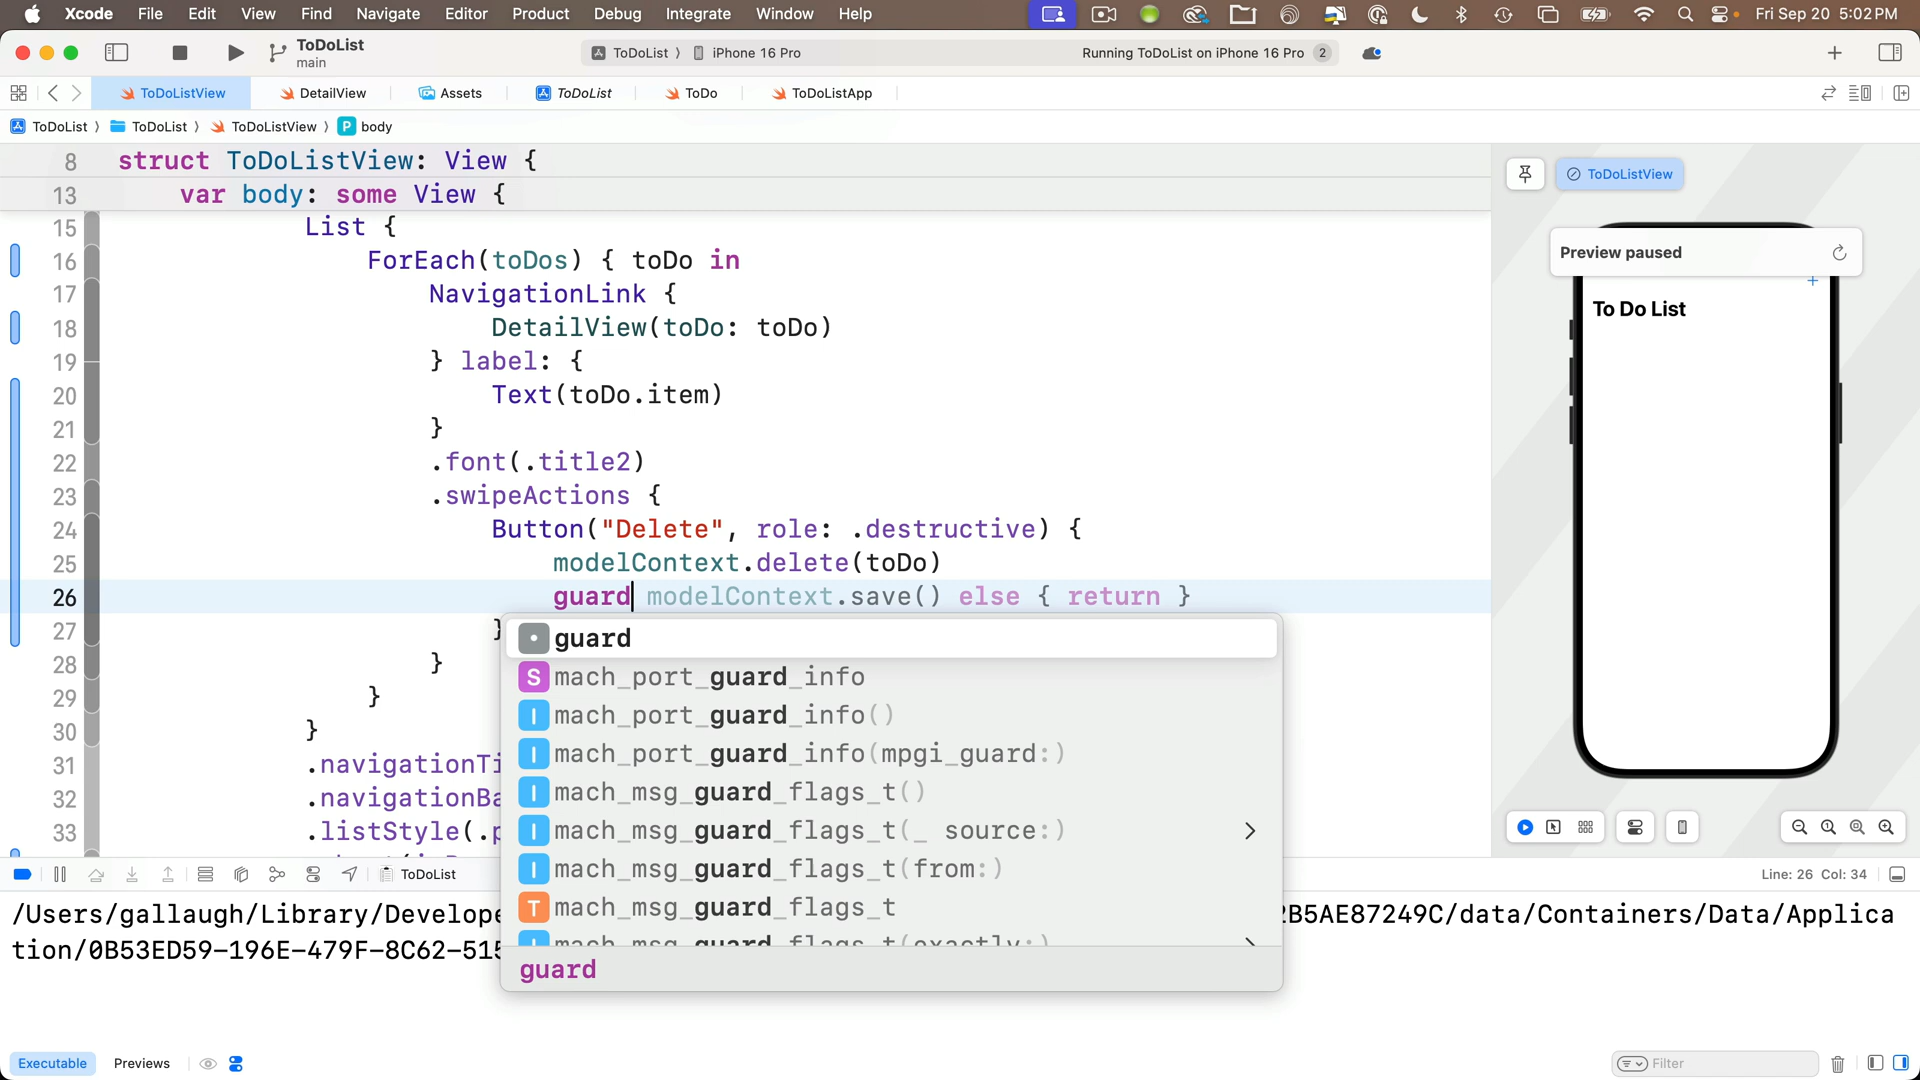 Xcode File Edit View Find Navigate Editor Product Debug Integrate Window Help Fri Sep 20 5:02 PM
ToDoList
main
ToDoList iPhone 16 Pro Running ToDoList on iPhone 16 Pro 2
ToDoListView DetailView Assets ToDoList ToDo ToDoListApp
ToDoList ToDoList ToDoListView P body
8 struct ToDoListView: View {
13 var body: some View {
15 List {
16 ForEach(toDos) { toDo in
17 NavigationLink {
18 DetailView(toDo: toDo)
19 } label: {
20 Text(toDo.item)
21 }
22 .font(.title2)
23 .swipeActions {
24 Button("Delete", role: .destructive) {
25 modelContext.delete(toDo)
26 guard modelContext.save() else { return }
27 }
28 }
29 }
30 }
31 .navigationTi
32 .navigationBa
33 .listStyle(.p
guard
S mach_port_guard_info
I mach_port_guard_info()
I mach_port_guard_info(mpgi_guard:)
I mach_msg_guard_flags_t()
I mach_msg_guard_flags_t(_ source:)
I mach_msg_guard_flags_t(from:)
T mach_msg_guard_flags_t
I mach_msg_guard_flags_t(exactly:)
guard
ToDoListView
Preview paused
+
To Do List
ToDoList Line: 26 Col: 34
/Users/gallaugh/Library/Develope 2B5AE87249C/data/Containers/Data/Applica
tion/0B53ED59-196E-479F-8C62-515
Executable Previews Filter